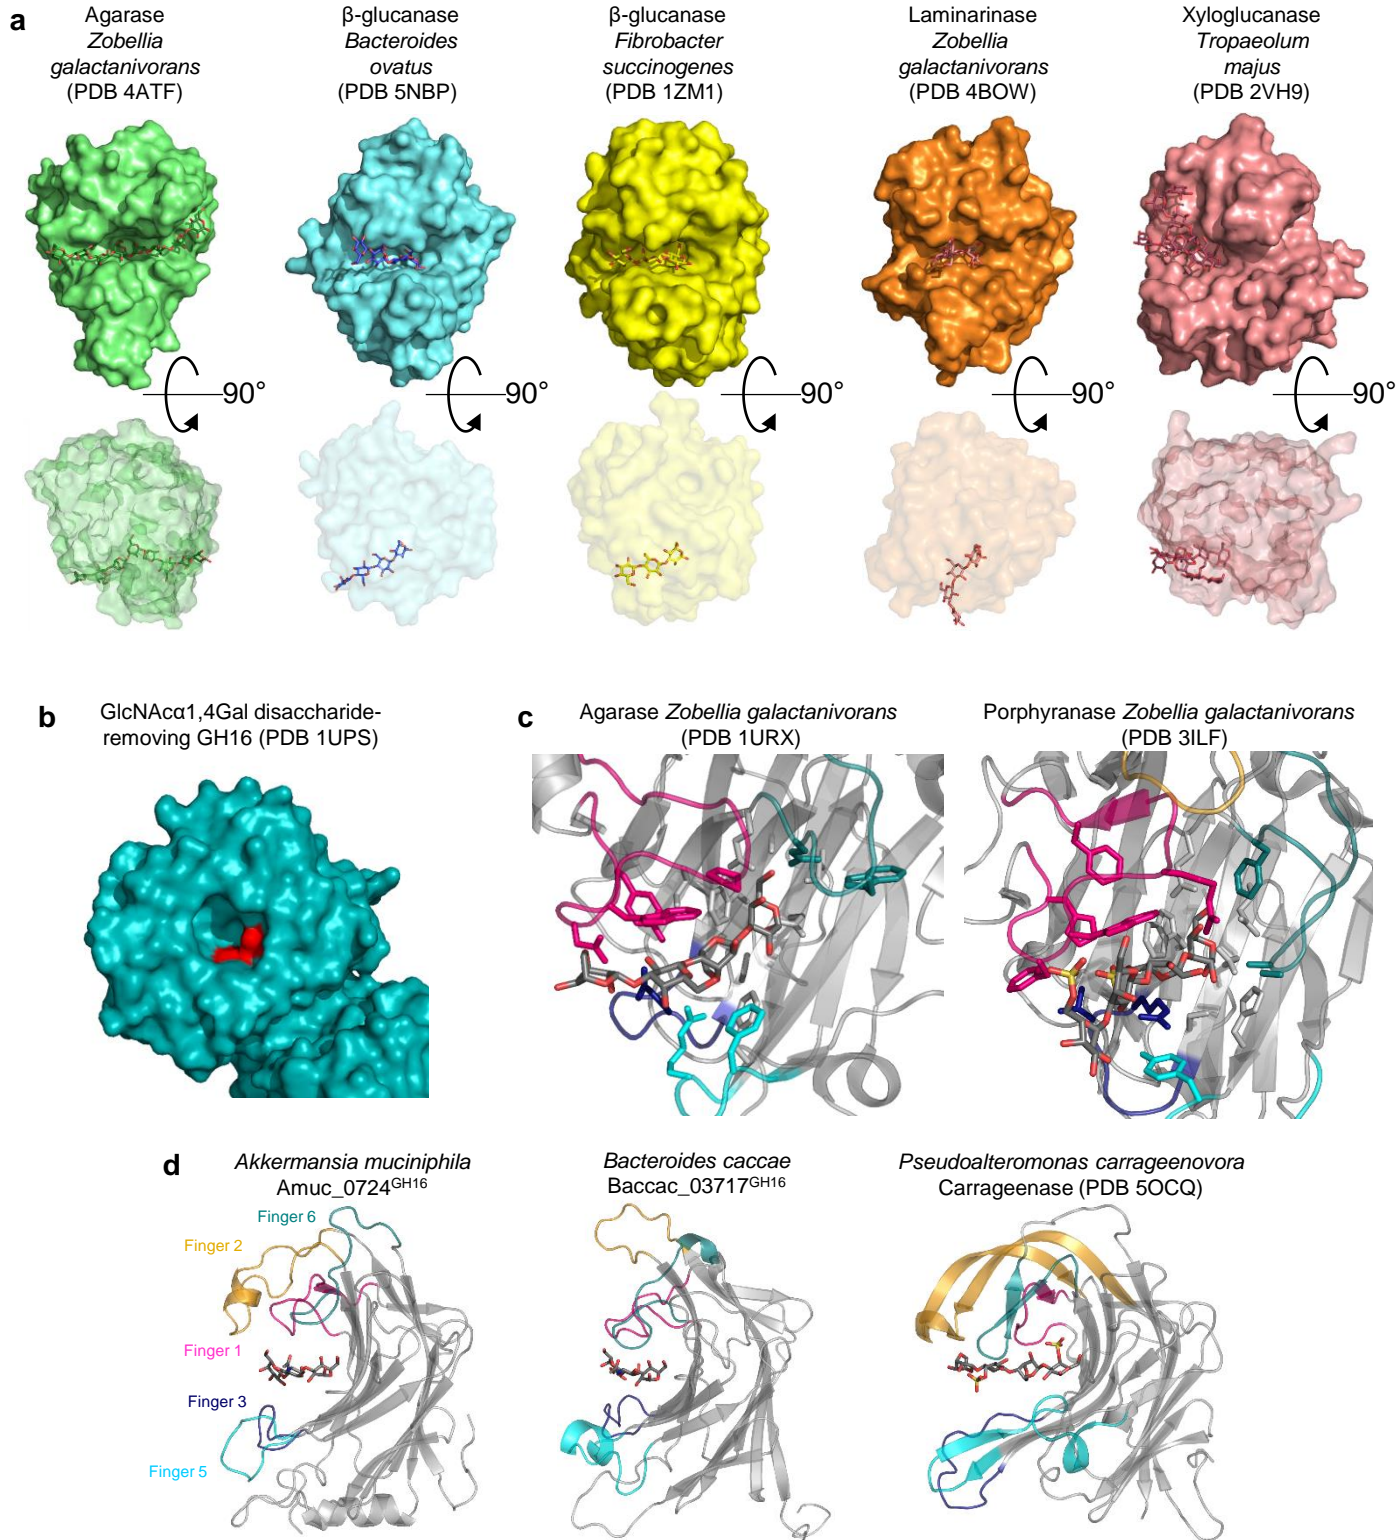 a
Agarase
Zobellia
galactanivorans
(PDB 4ATF)
β-glucanase
Bacteroides
ovatus
(PDB 5NBP)
β-glucanase
Fibrobacter
succinogenes
(PDB 1ZM1)
Laminarinase
Zobellia
galactanivorans
(PDB 4BOW)
Xyloglucanase
Tropaeolum
majus
(PDB 2VH9)
90°
90°
90°
90°
90°
b
GlcNAcα1,4Gal disaccharide-
removing GH16 (PDB 1UPS)
c
Agarase Zobellia galactanivorans
(PDB 1URX)
Porphyranase Zobellia galactanivorans
(PDB 3ILF)
d
Akkermansia muciniphila
Amuc_0724GH16
Bacteroides caccae
Baccac_03717GH16
Pseudoalteromonas carrageenovora
Carrageenase (PDB 5OCQ)
Finger 6
Finger 2
Finger 1
Finger 3
Finger 5